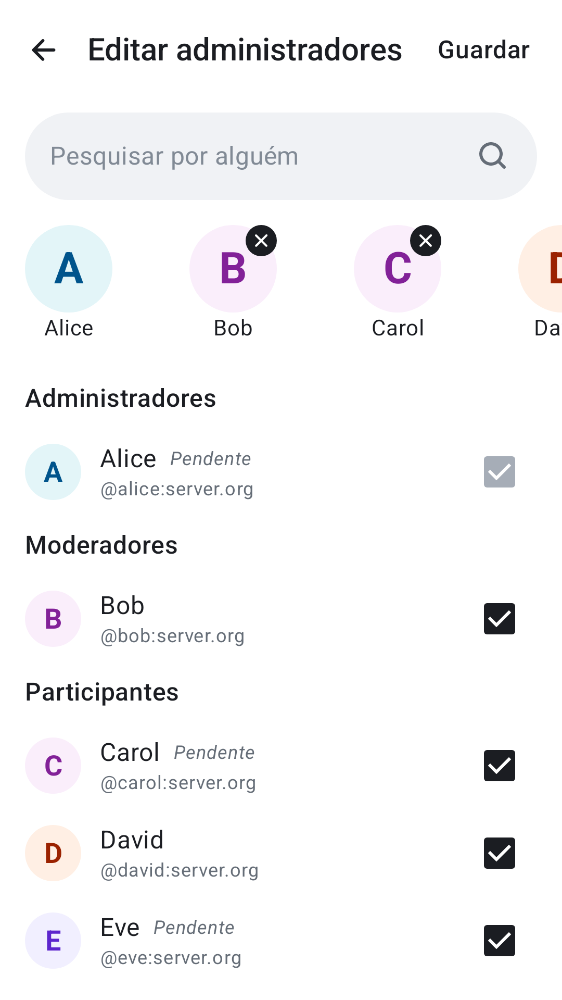 Editar administradores Guardar
Pesquisar por alguém
A B C D
Alice Bob Carol Da
Administradores
A Alice Pendente
@alice:server.org
Moderadores
B Bob
@bob:server.org
Participantes
C Carol Pendente
@carol:server.org
D David
@david:server.org
E Eve Pendente
@eve:server.org